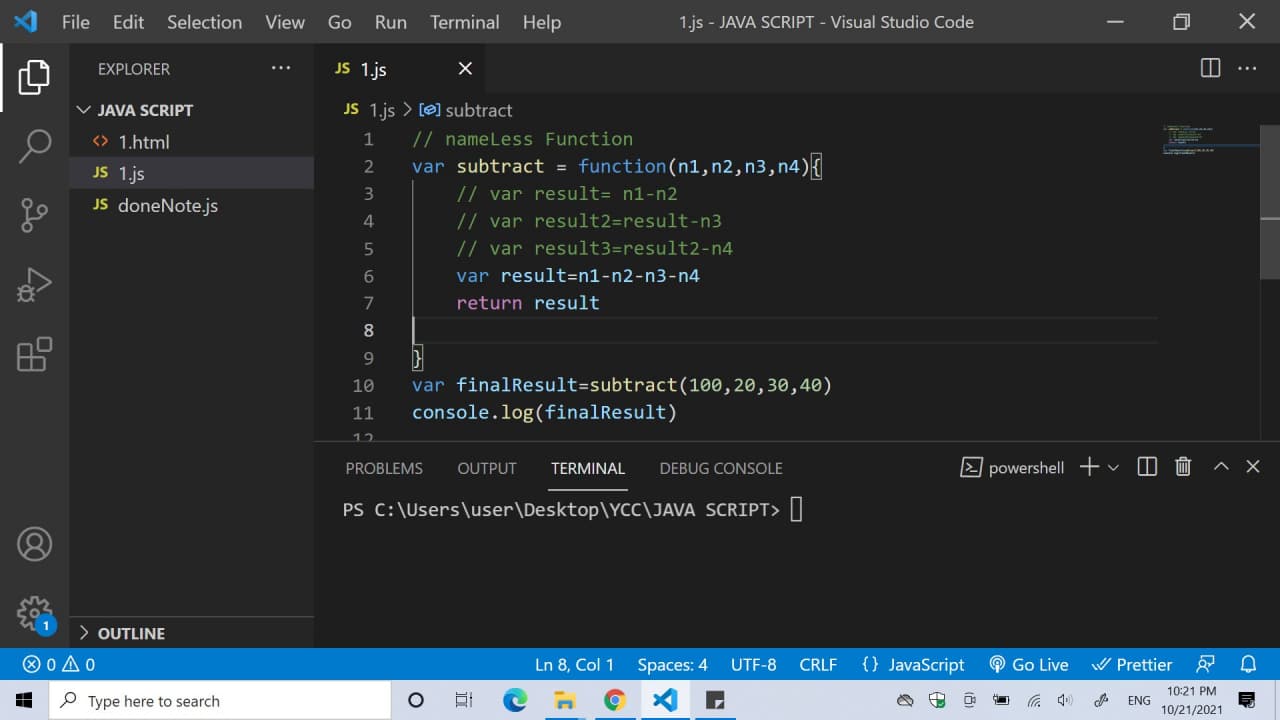 File Edit Selection View Go Run Terminal Help 1.js - JAVA SCRIPT - Visual Studio Code
EXPLORER
JS 1.js
JAVA SCRIPT
1.html
JS 1.js
JS doneNote.js
JS 1.js > subtract
1 // nameLess Function
2 var subtract = function(n1,n2,n3,n4){
3 // var result= n1-n2
4 // var result2=result-n3
5 // var result3=result2-n4
6 var result=n1-n2-n3-n4
7 return result
8
9 }
10 var finalResult=subtract(100,20,30,40)
11 console.log(finalResult)
12
PROBLEMS OUTPUT TERMINAL DEBUG CONSOLE powershell
PS C:\Users\user\Desktop\YCC\JAVA SCRIPT>
1
OUTLINE
0 0 Ln 8, Col 1 Spaces: 4 UTF-8 CRLF {} JavaScript Go Live Prettier
Type here to search
ENG
10:21 PM
10/21/2021